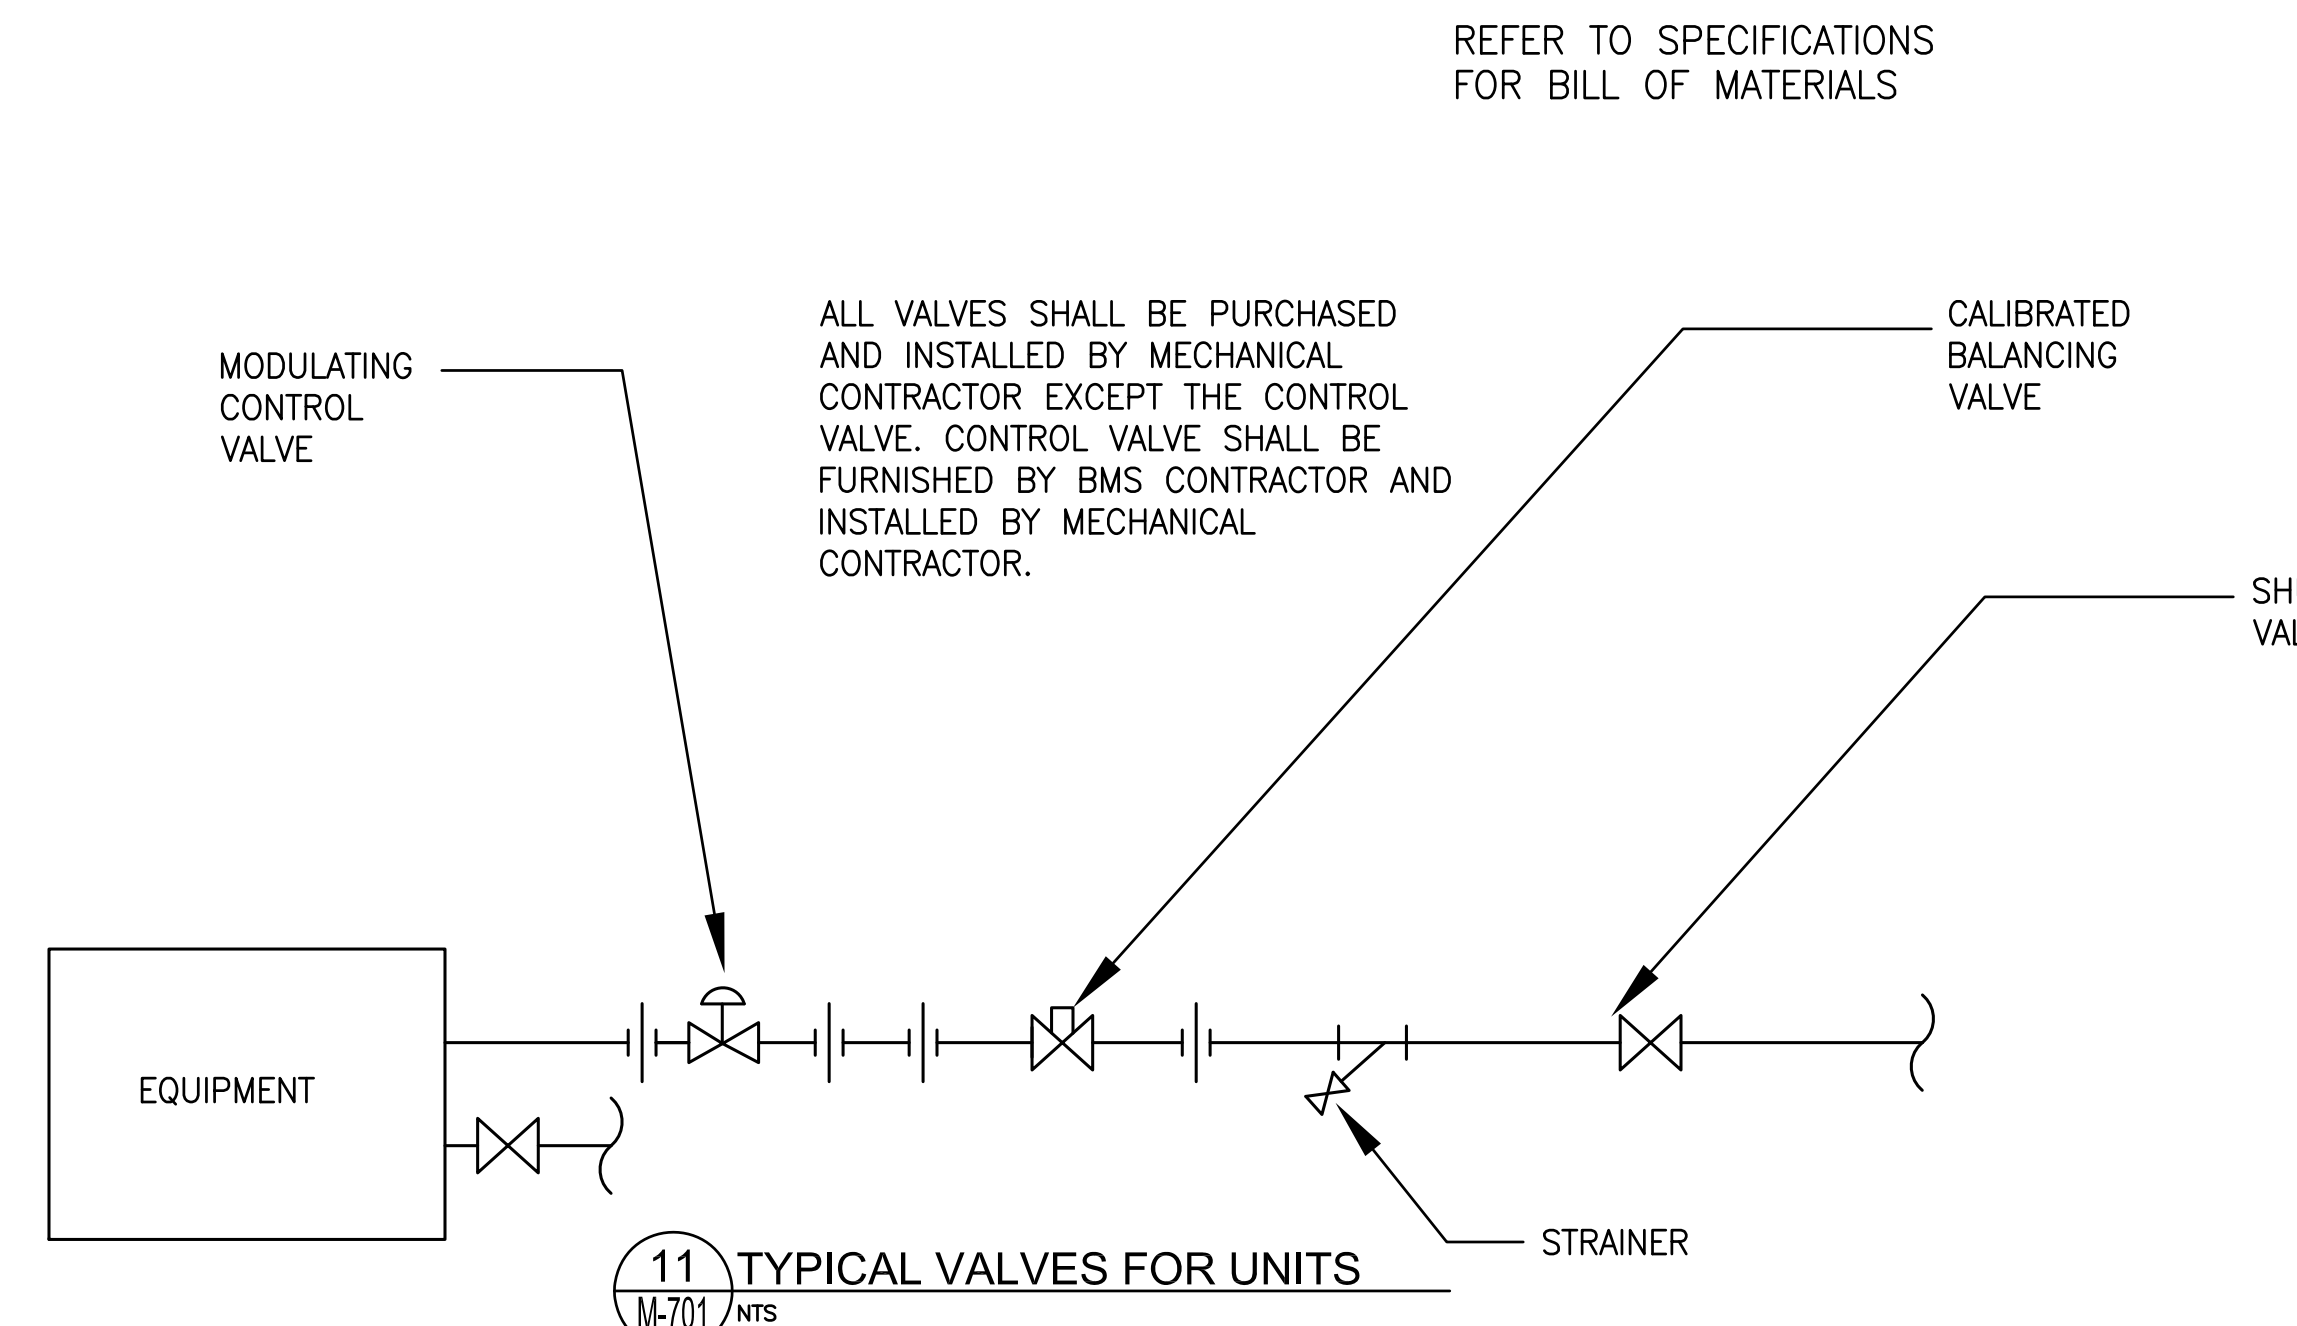 REFER TO SPECIFICATIONS
FOR BILL OF MATERIALS
MODULATING
CONTROL
VALVE
ALL VALVES SHALL BE PURCHASED
AND INSTALLED BY MECHANICAL
CONTRACTOR EXCEPT THE CONTROL
VALVE. CONTROL VALVE SHALL BE
FURNISHED BY BMS CONTRACTOR AND
INSTALLED BY MECHANICAL
CONTRACTOR.
CALIBRATED
BALANCING
VALVE
EQUIPMENT
STRAINER
11
TYPICAL VALVES FOR UNITS
M-701
NTS